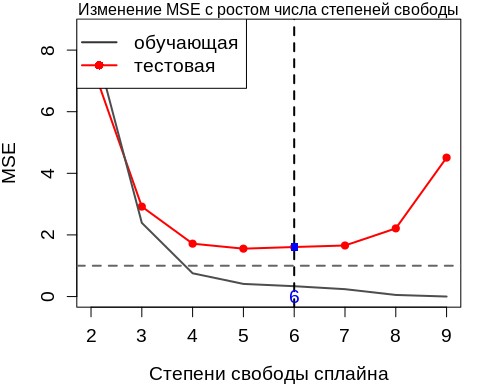 Изменение MSE с ростом числа степеней свободы
обучающая
тестовая
MSE
8
6
4
2
0
6
2 3 4 5 6 7 8 9
Степени свободы сплайна